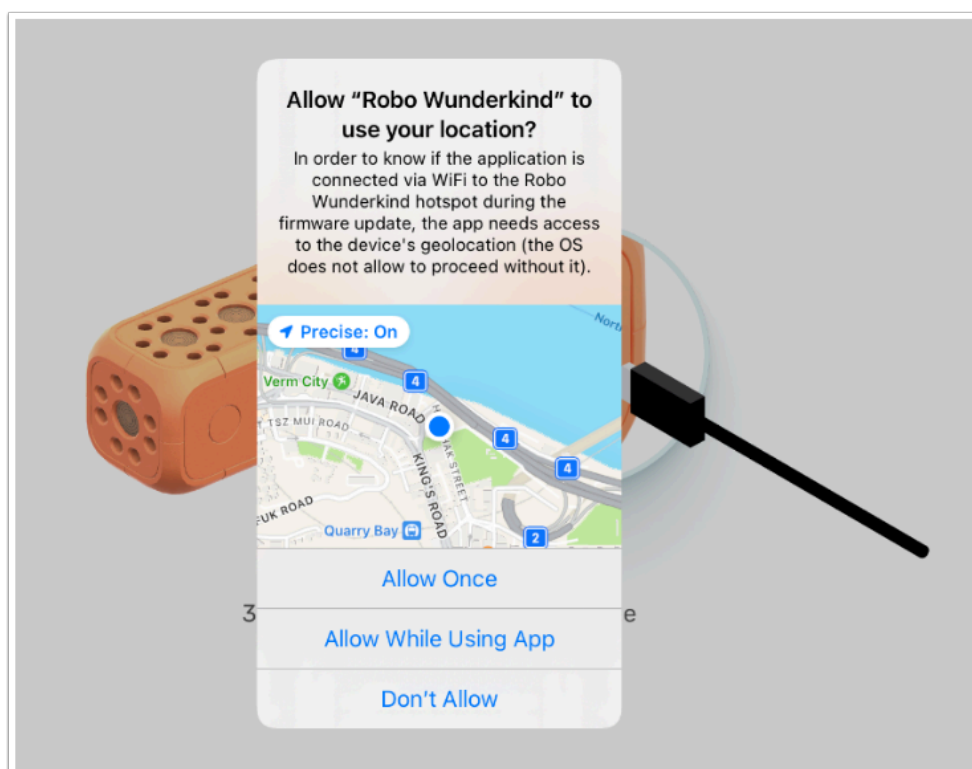 Allow “Robo Wunderkind” to
use your location?
In order to know if the application is
connected via WiFi to the Robo
Wunderkind hotspot during the
firmware update, the app needs access
to the device's geolocation (the OS
does not allow to proceed without it).
Precise: On
4
Verm City
4
JAVA ROAD
TSZ MUI ROAD
4
4
KING'S ROAD
FUK ROAD
Quarry Bay
2
Allow Once
3
e
Allow While Using App
Don't Allow